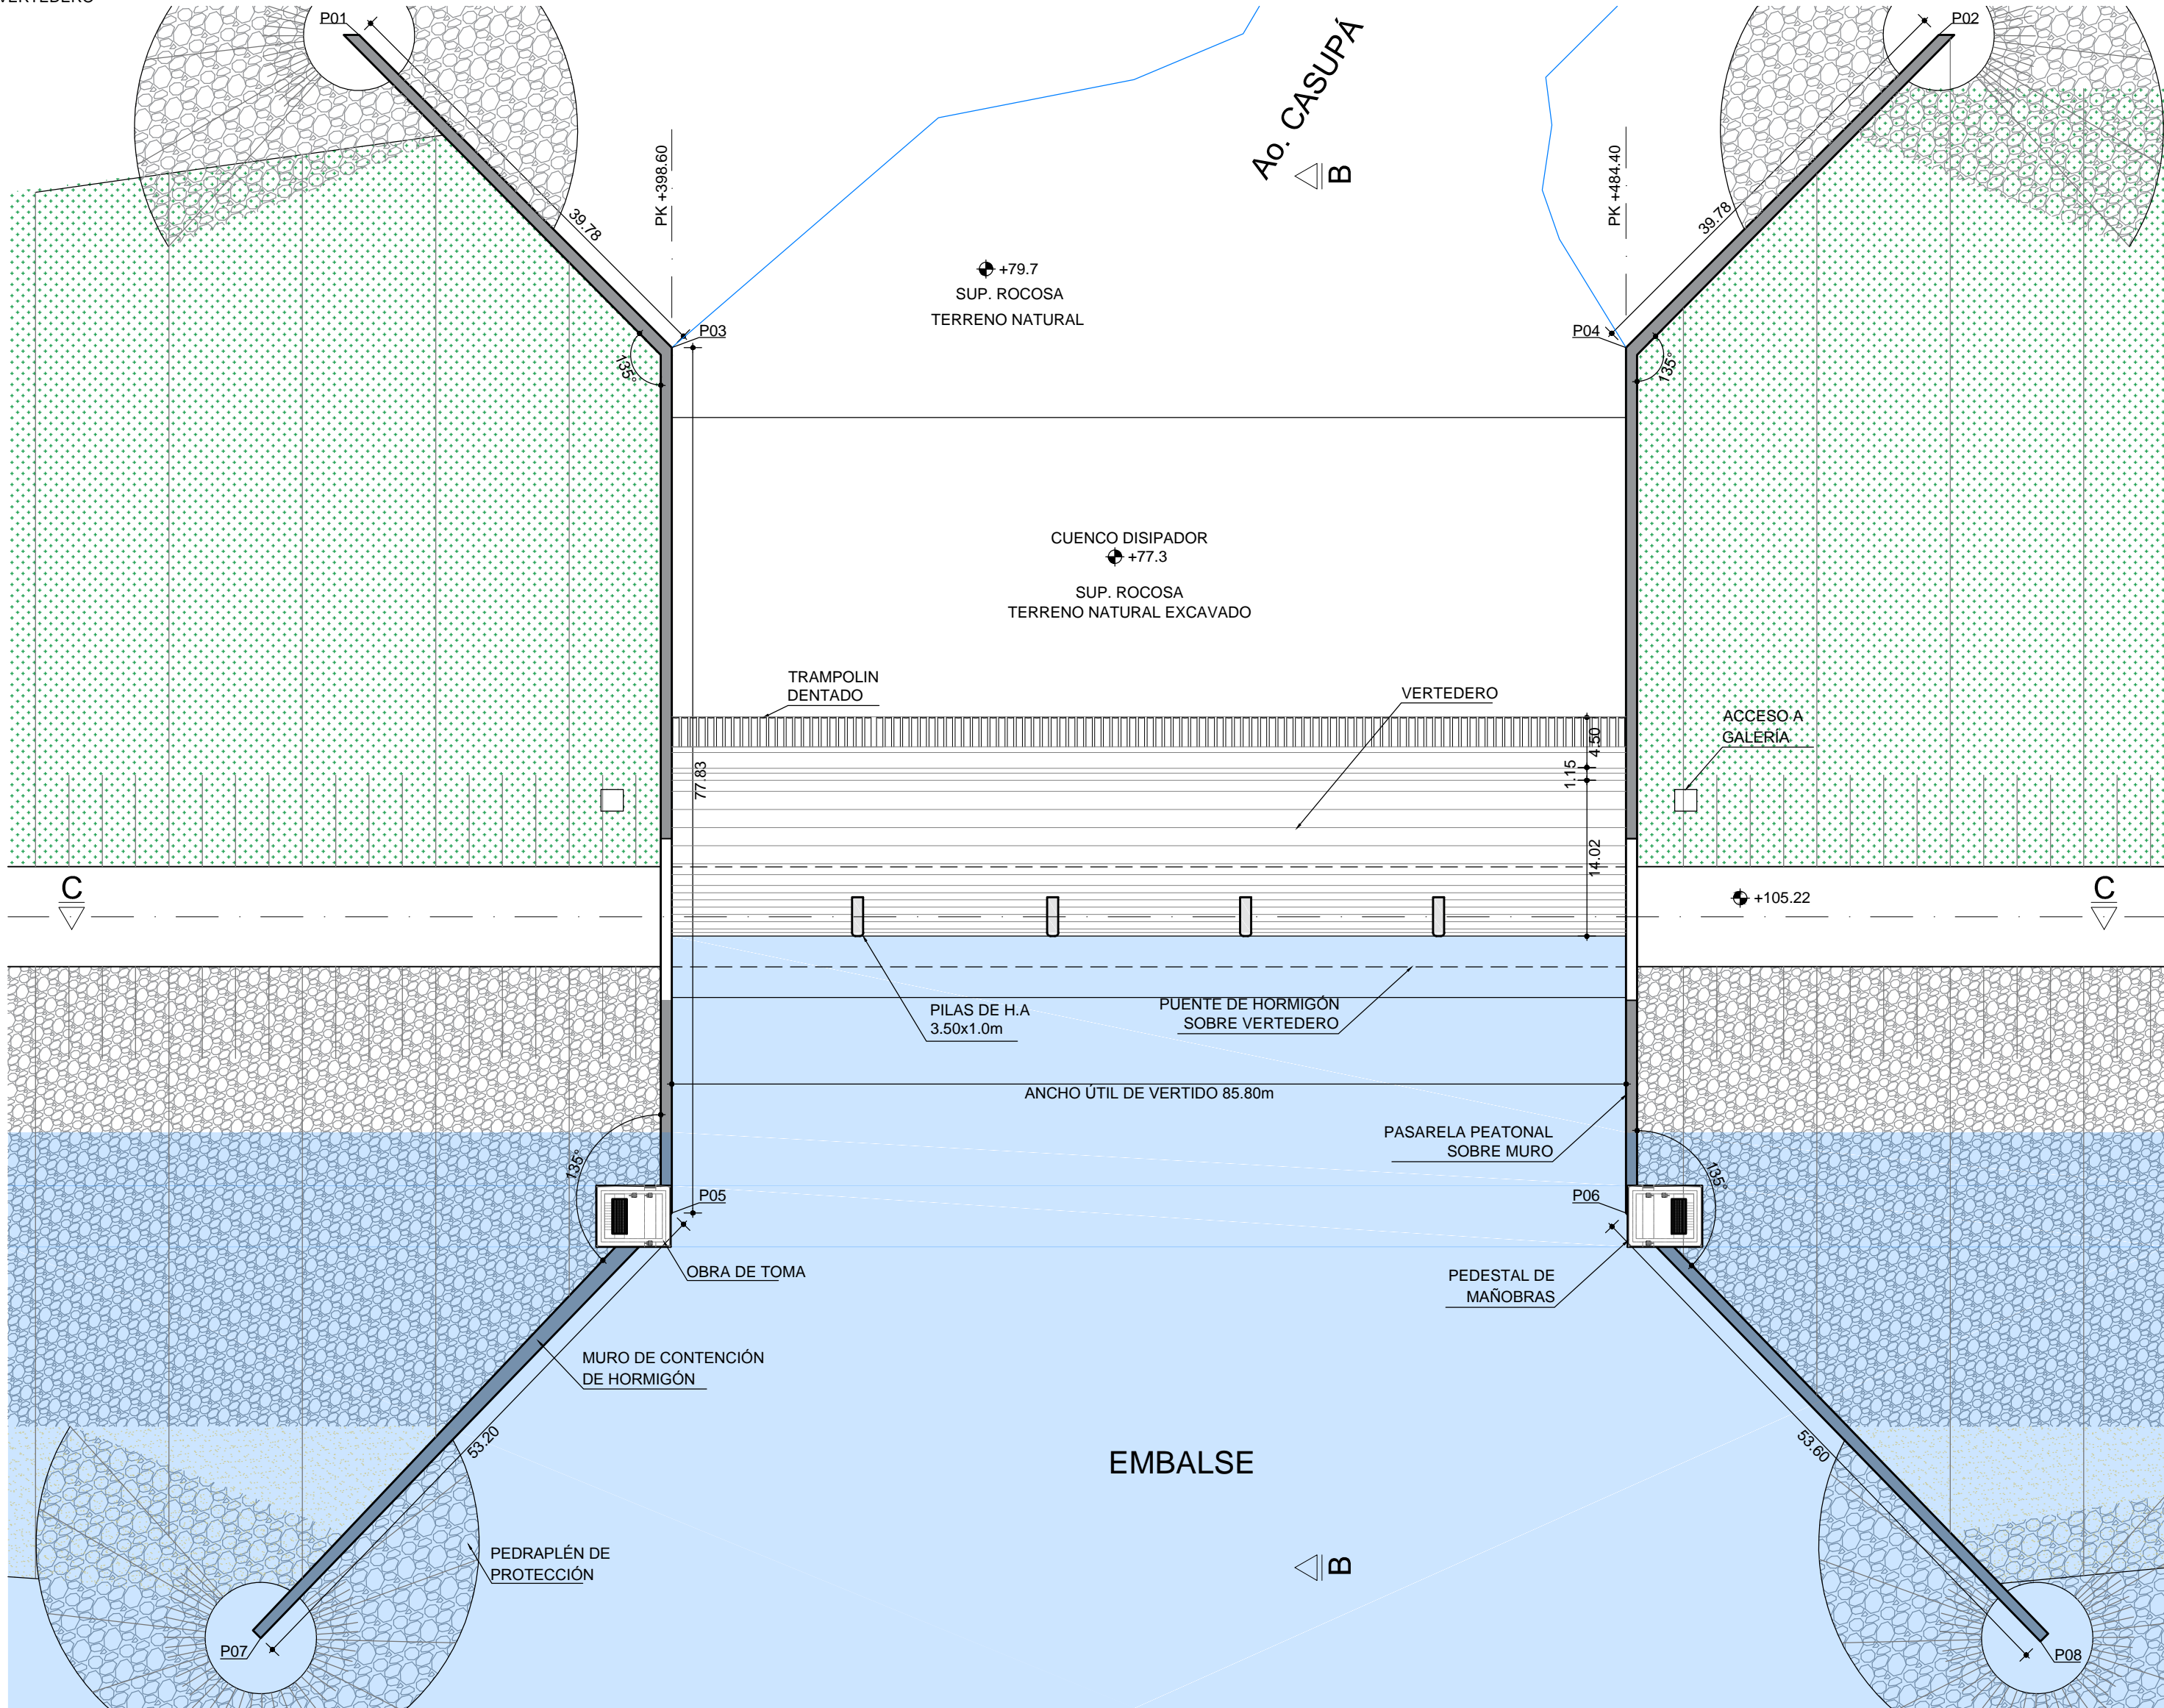 VERTEDERO
P01
P02
Ao. CASUPÁ
B
PK +398.60
PK +484.40
39.78
39.78
+79.7
SUP. ROCOSA
TERRENO NATURAL
P03
P04
135°
135°
CUENCO DISIPADOR
+77.3
SUP. ROCOSA
TERRENO NATURAL EXCAVADO
TRAMPOLIN
DENTADO
VERTEDERO
ACCESO A
GALERÍA
4.50
1.15
77.83
14.02
C
C
+105.22
PILAS DE H.A
3.50x1.0m
PUENTE DE HORMIGÓN
SOBRE VERTEDERO
ANCHO ÚTIL DE VERTIDO 85.80m
PASARELA PEATONAL
SOBRE MURO
135°
135°
P05
P06
OBRA DE TOMA
PEDESTAL DE
MAÑOBRAS
MURO DE CONTENCIÓN
DE HORMIGÓN
53.20
53.60
EMBALSE
PEDRAPLÉN DE
PROTECCIÓN
B
P07
P08